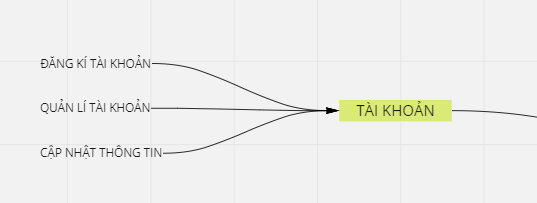 ĐĂNG KÍ TÀI KHOẢN
QUẢN LÍ TÀI KHOẢN
TÀI KHOẢN
CẬP NHẬT THÔNG TIN